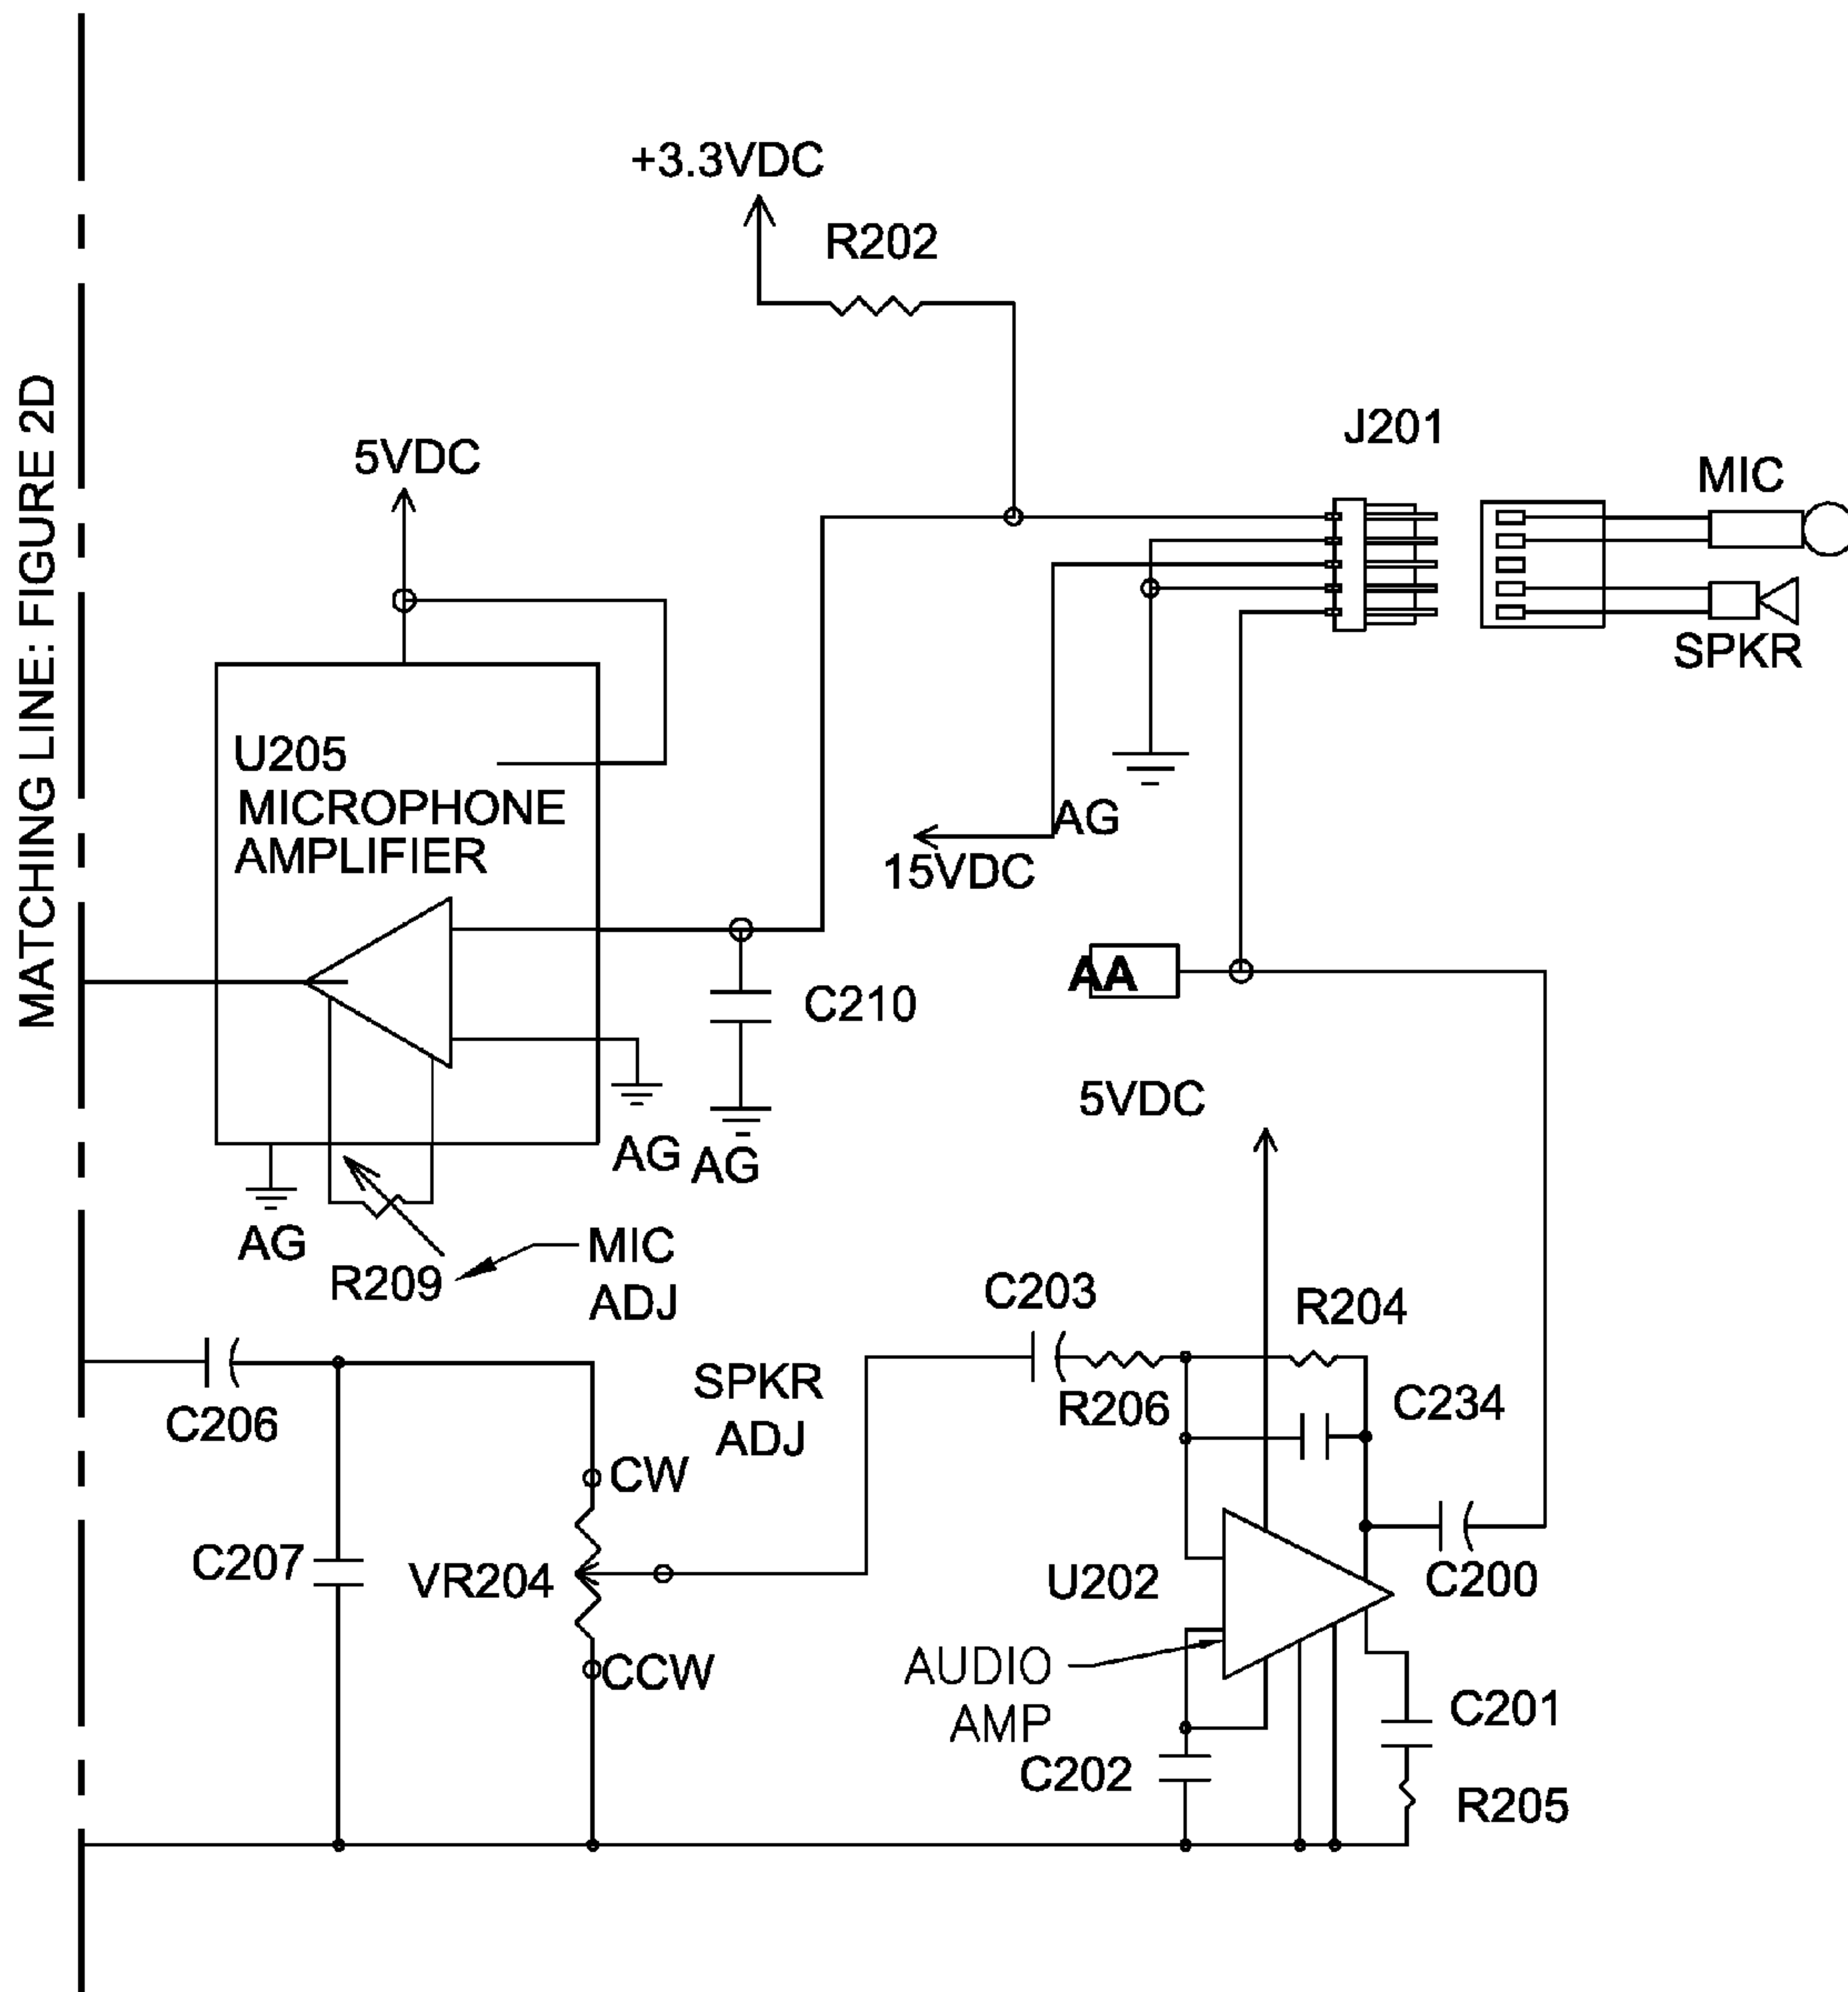 MATCHING LINE: FIGURE 2D
+3.3VDC
R202
J201
MIC
SPKR
5VDC
U205
MICROPHONE
AMPLIFIER
AG
15VDC
AA
C210
5VDC
AG
AG
AG
R209
MIC
ADJ
C203
R204
SPKR
ADJ
R206
C234
C206
CW
C207
VR204
U202
C200
CCW
AUDIO
AMP
C201
C202
R205